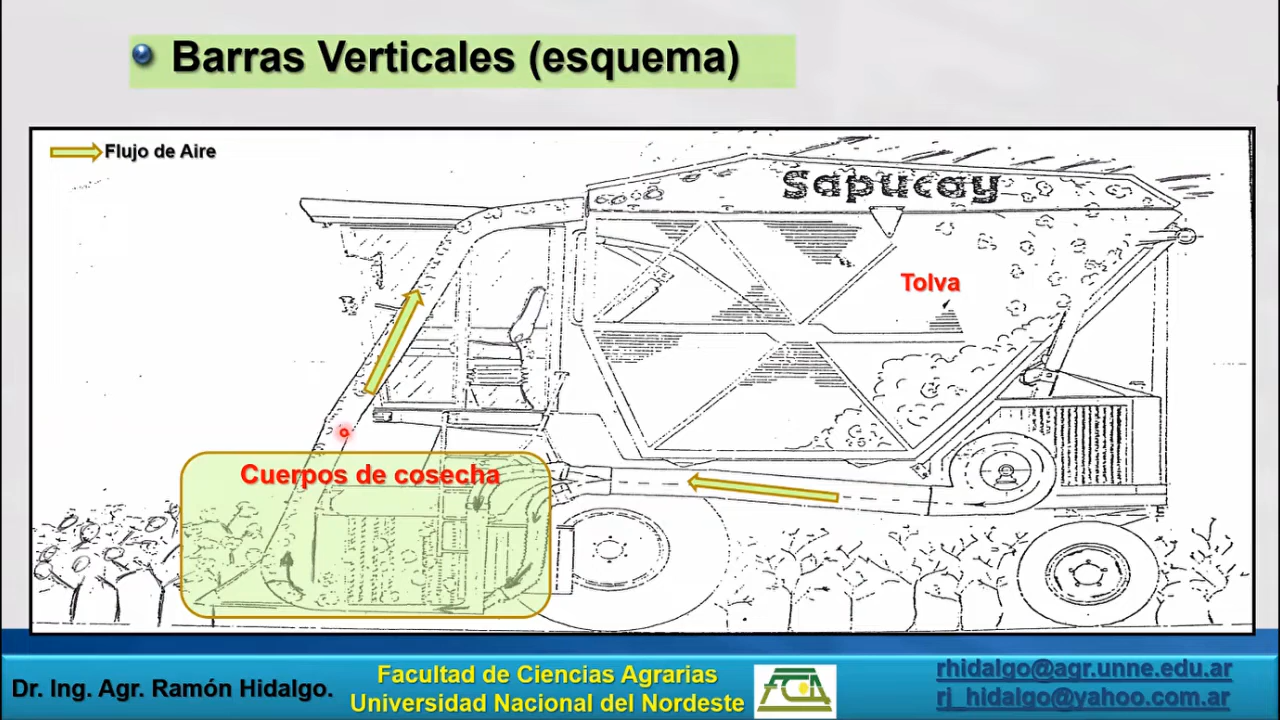 Barras Verticales (esquema)
Flujo de Aire
Sapucay
Tolva
Cuerpos de cosecha
Dr. Ing. Agr. Ramón Hidalgo.
Facultad de Ciencias Agrarias
Universidad Nacional del Nordeste
FCA
rhidalgo@agr.unne.edu.ar
rj_hidalgo@yahoo.com.ar